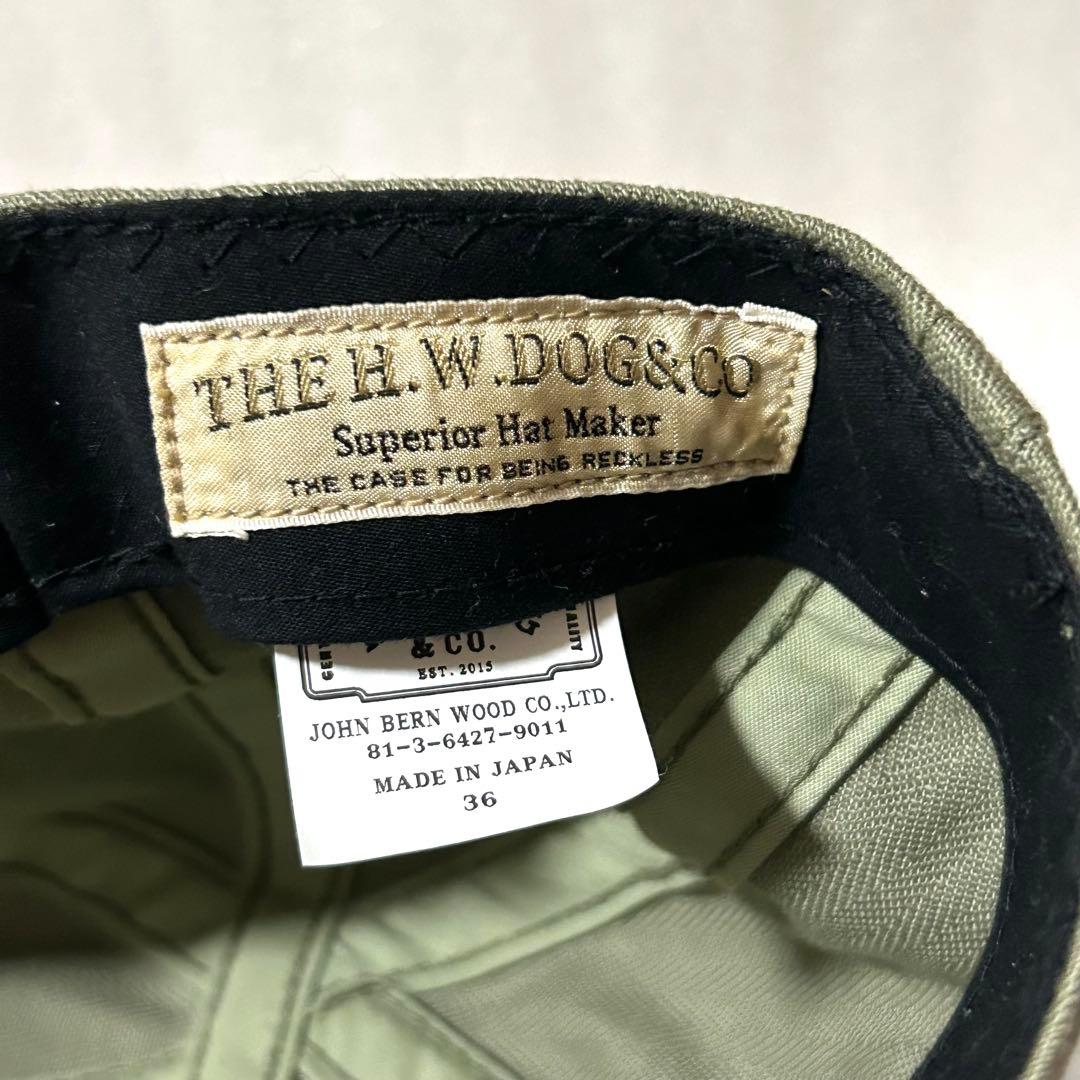 THE H.W.DOG&CO
Superior Hat Maker
THE CASE FOR BEING RECKLESS
& CO.
EST. 2015
JOHN BERN WOOD CO.,LTD.
81-3-6427-9011
MADE IN JAPAN
36